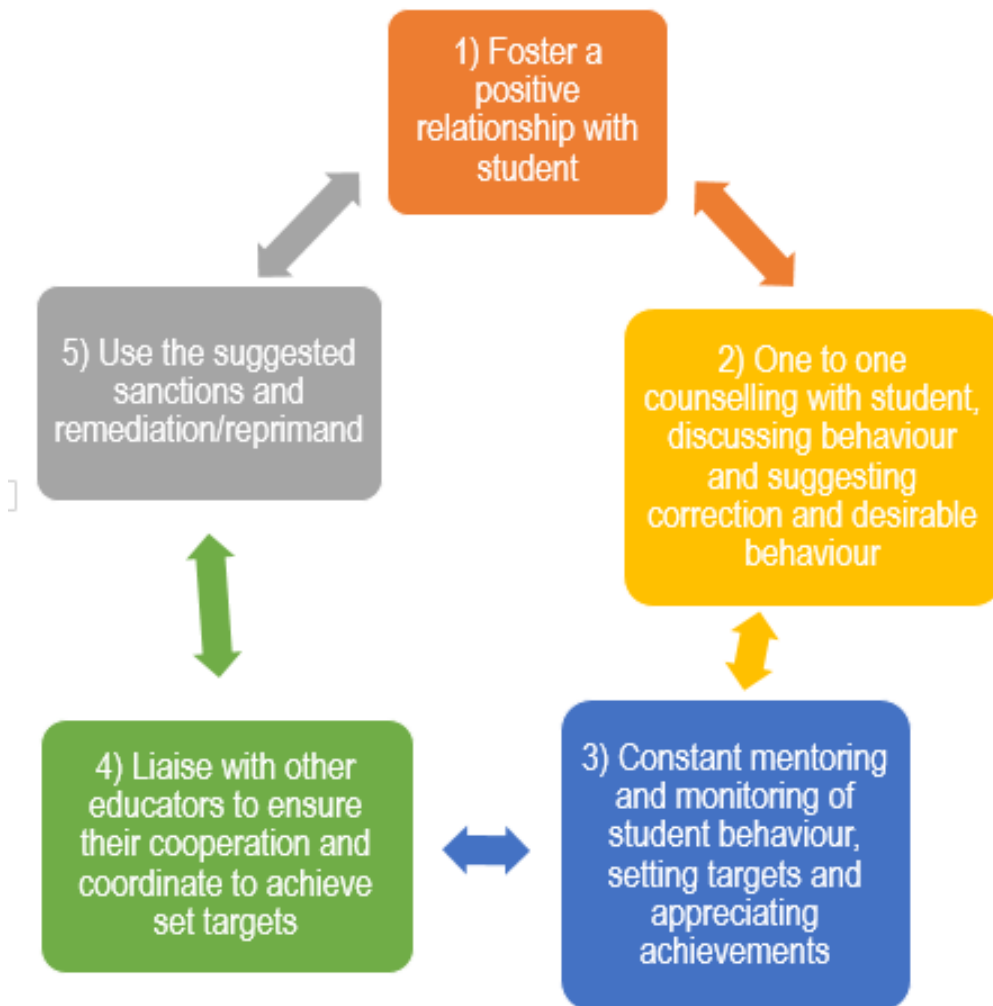 1) Foster a
positive
relationship with
student
2) One to one
counselling with student,
discussing behaviour
and suggesting
correction and desirable
behaviour
3) Constant mentoring
and monitoring of
student behaviour,
setting targets and
appreciating
achievements
4) Liaise with other
educators to ensure
their cooperation and
coordinate to achieve
set targets
5) Use the suggested
sanctions and
remediation/reprimand